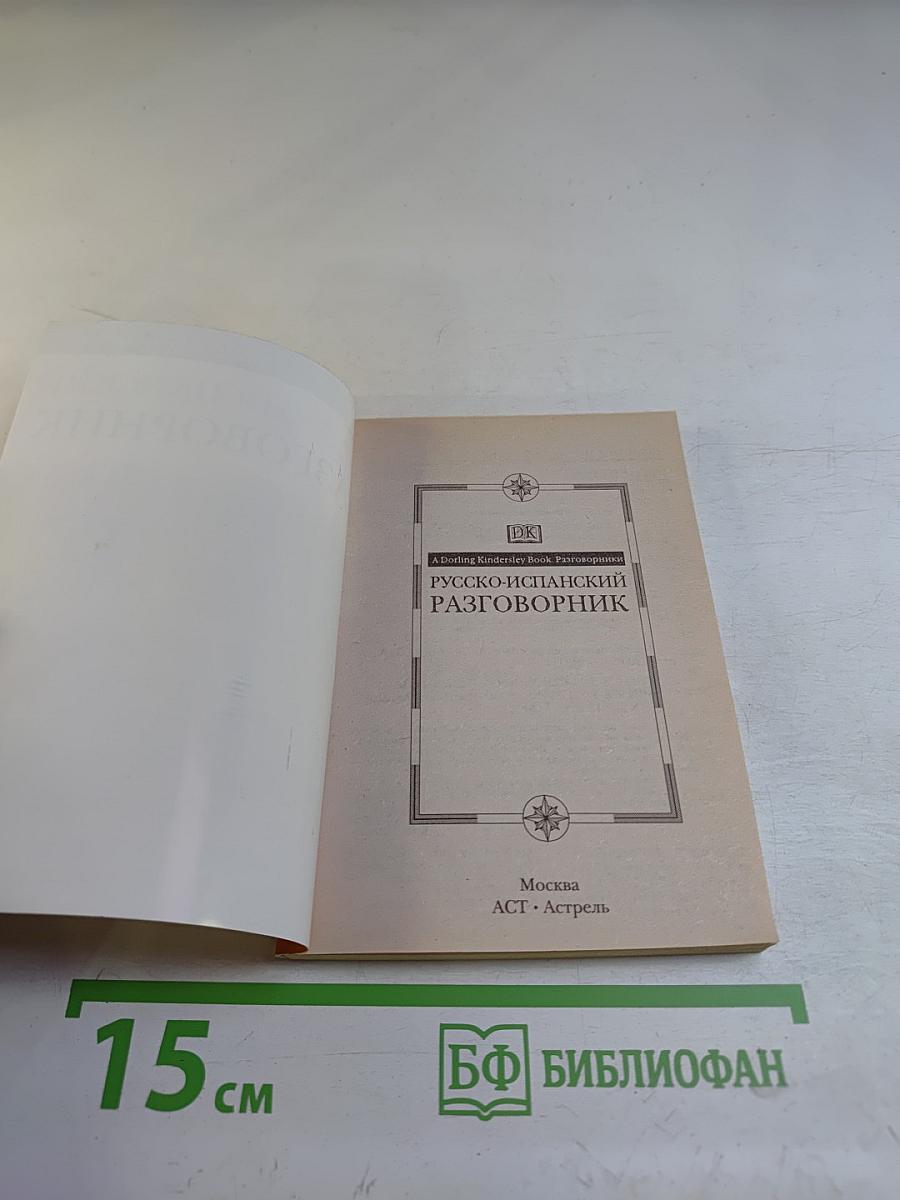 DK
A Dorling Kindersley Book. Разговорники
РУССКО-ИСПАНСКИЙ
РАЗГОВОРНИК
Москва
АСТ • Астрель
15 см
БФ БИБЛИОФАН